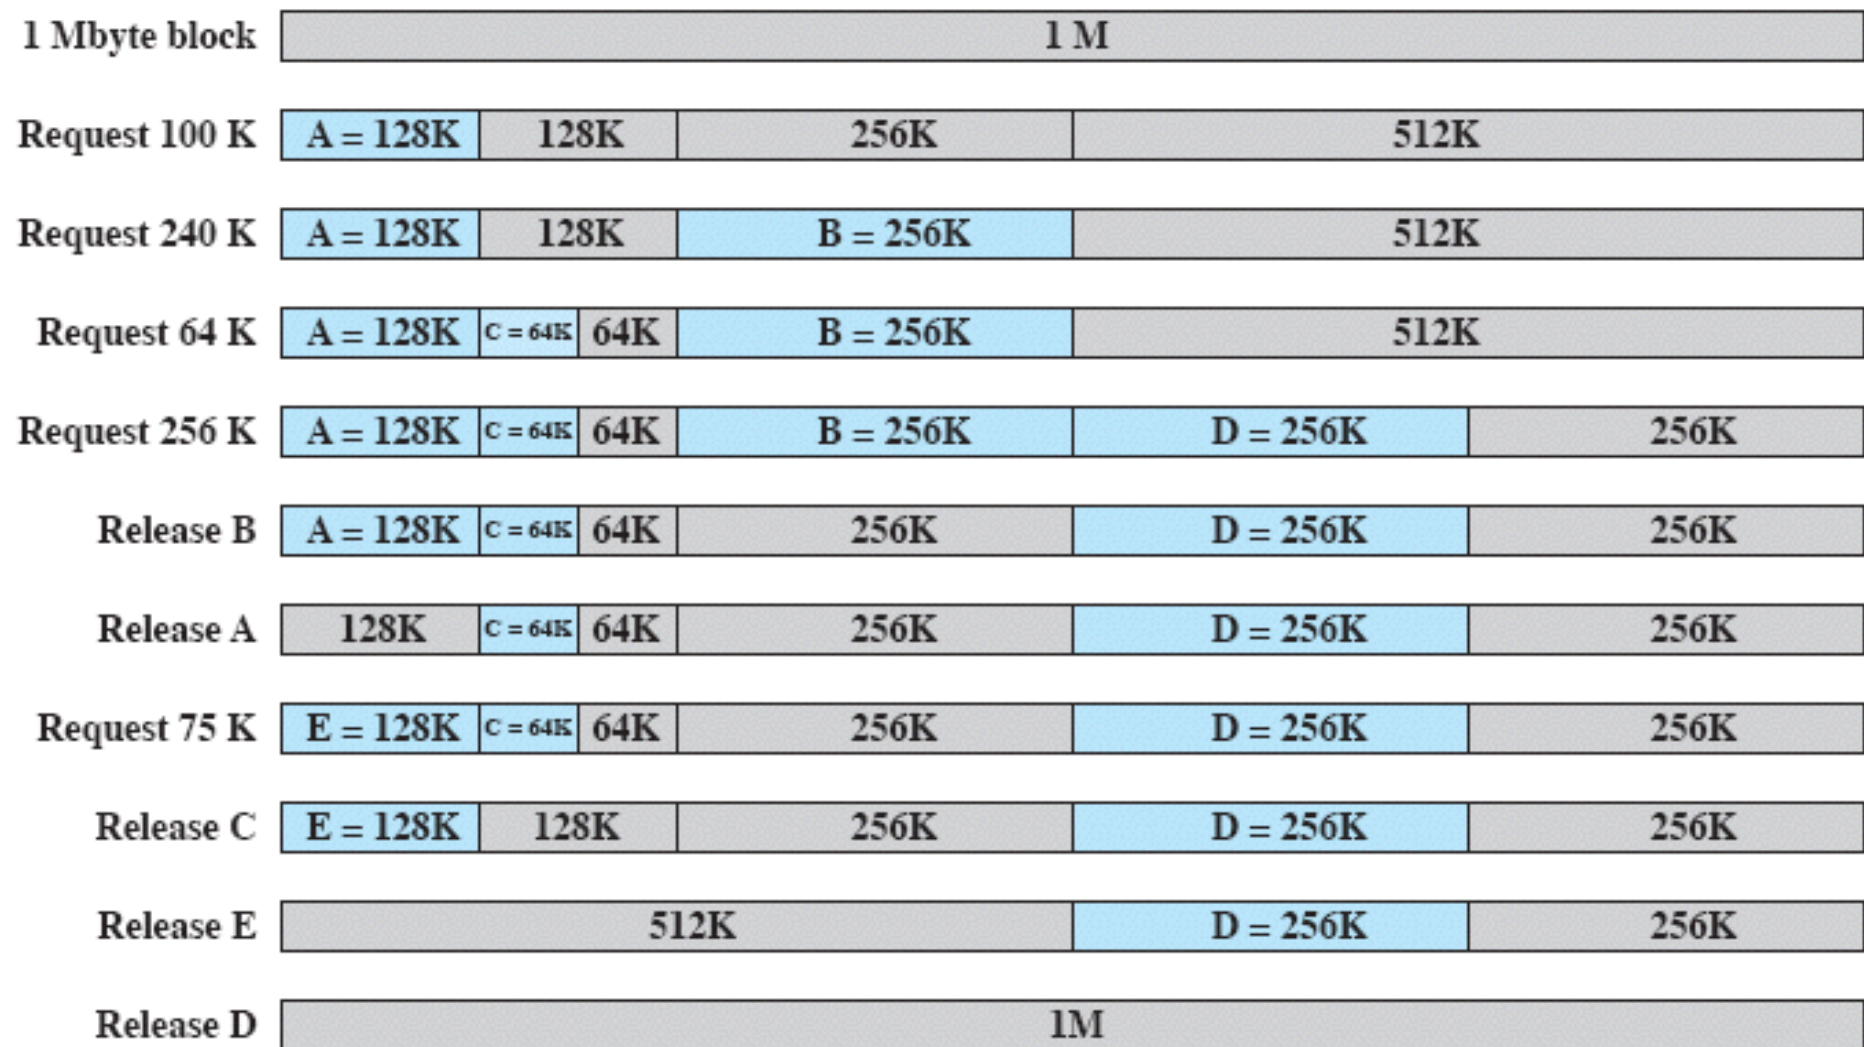 1 Mbyte block 1 M
Request 100 K A = 128K 128K 256K 512K
Request 240 K A = 128K 128K B = 256K 512K
Request 64 K A = 128K C = 64K 64K B = 256K 512K
Request 256 K A = 128K C = 64K 64K B = 256K D = 256K 256K
Release B A = 128K C = 64K 64K 256K D = 256K 256K
Release A 128K C = 64K 64K 256K D = 256K 256K
Request 75 K E = 128K C = 64K 64K 256K D = 256K 256K
Release C E = 128K 128K 256K D = 256K 256K
Release E 512K D = 256K 256K
Release D 1M